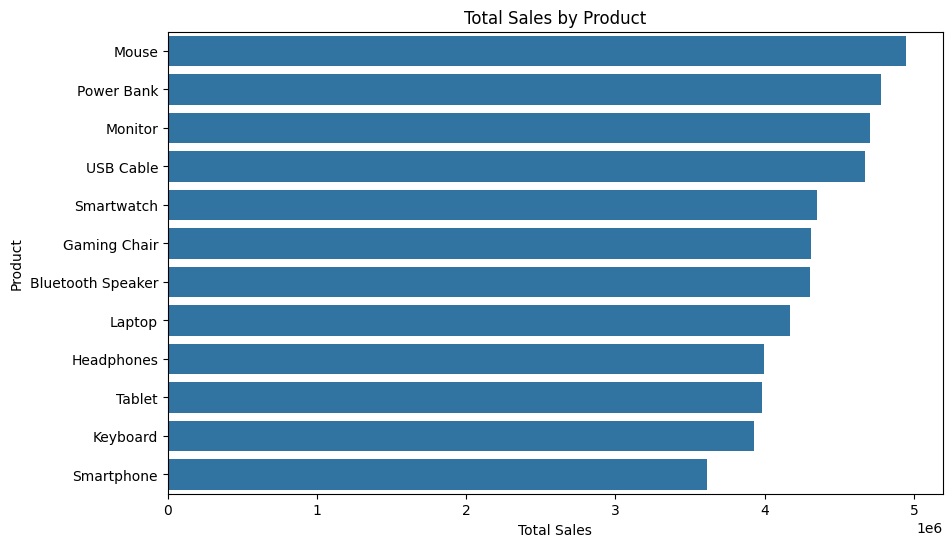 Total Sales by Product
Product
Mouse
Power Bank
Monitor
USB Cable
Smartwatch
Gaming Chair
Bluetooth Speaker
Laptop
Headphones
Tablet
Keyboard
Smartphone
0 1 2 3 4 5
1e6
Total Sales